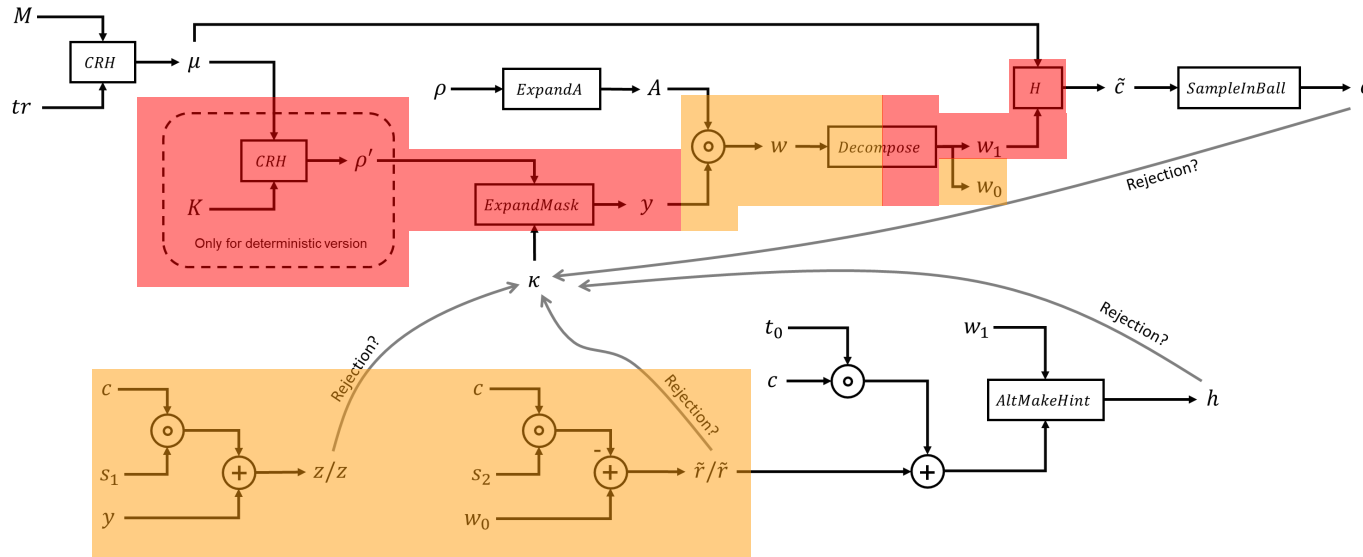 M
CRH
μ
tr
ρ
ExpandA
A
H
c̃
SampleInBall
c
CRH
ρ′
w
Decompose
w₁
Rejection?
K
ExpandMask
y
w₀
Only for deterministic version
κ
Rejection?
t₀
w₁
Rejection?
Rejection?
c
c
c
AltMakeHint
h
s₁
+
z/z
s₂
-
+
r̃/r̃
+
y
w₀